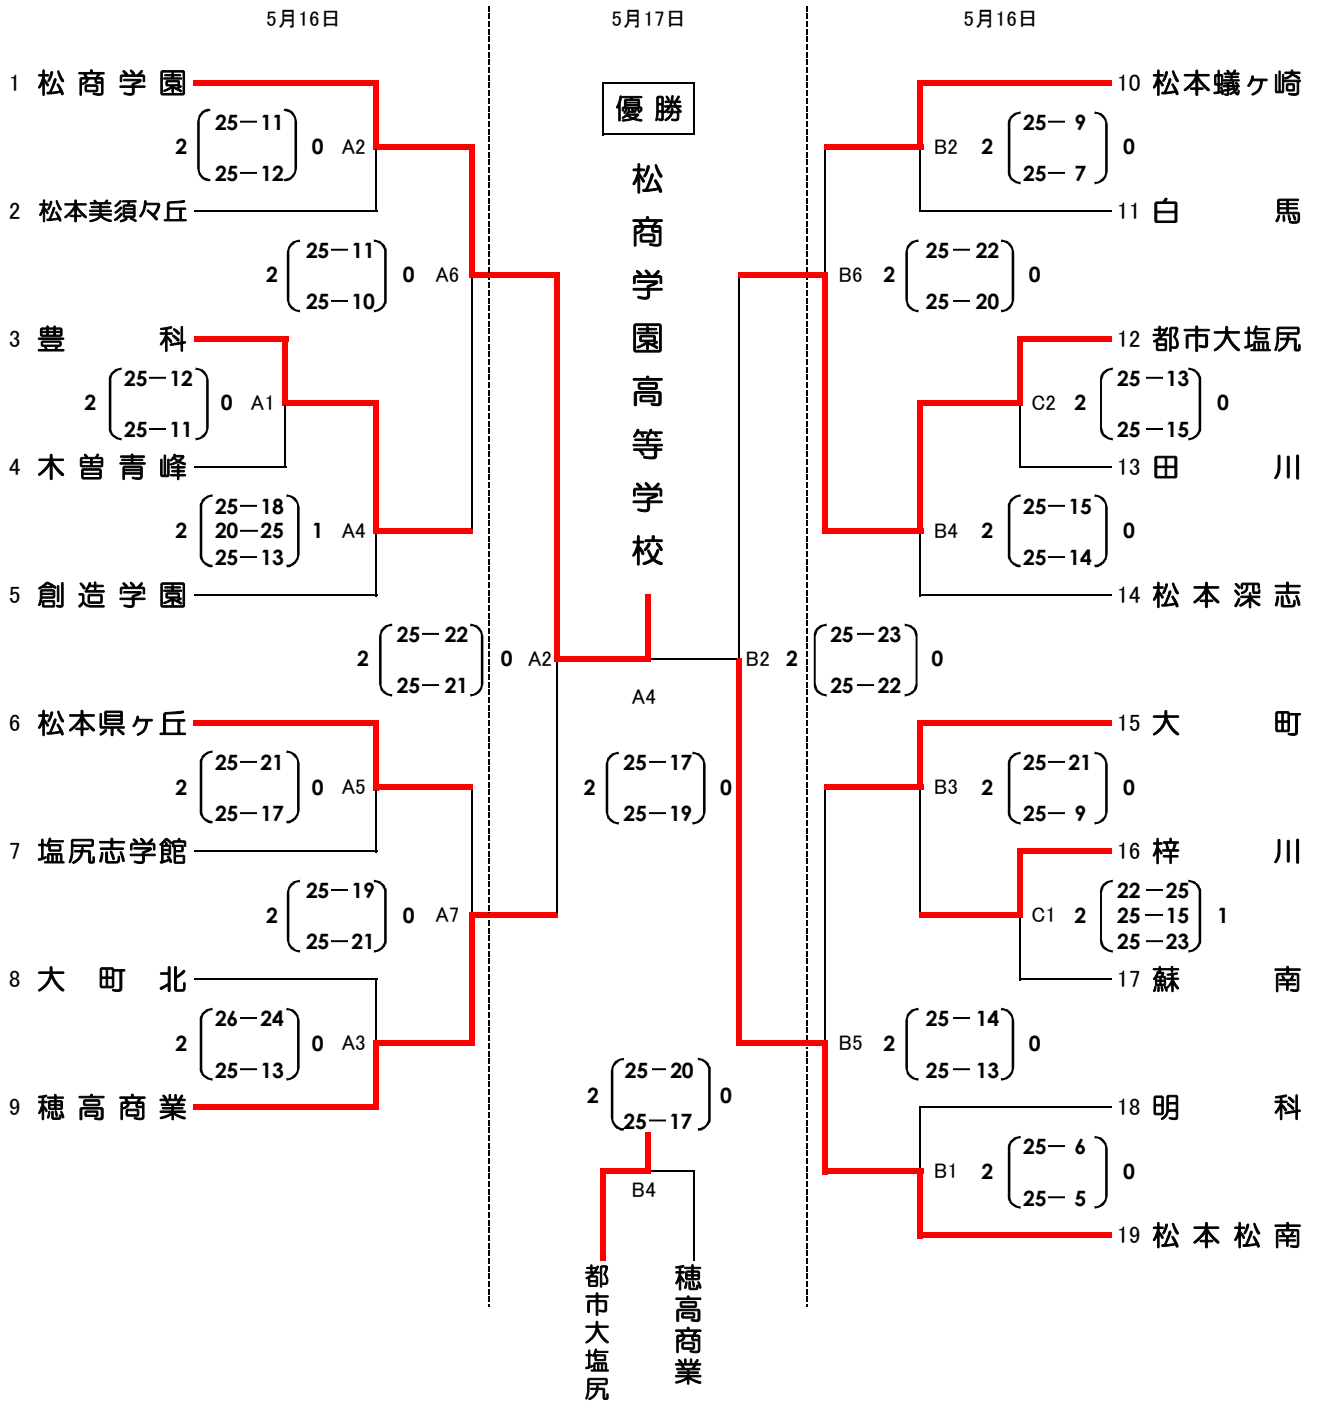 5月16日
5月17日
5月16日
1 松商学園
25－11
2 0 A2
25－12
2 松本美須々丘
25－11
2 0 A6
25－10
3 豊科
25－12
2 0 A1
25－11
4 木曽青峰
25－18
2 20－25 1 A4
25－13
5 創造学園
25－22
2 0 A2
25－21
6 松本県ヶ丘
25－21
2 0 A5
25－17
7 塩尻志学館
25－19
2 0 A7
25－21
8 大町北
26－24
2 0 A3
25－13
9 穂高商業
優勝
松商学園高等学校
A4
25－17
2 0
25－19
25－20
2 0
25－17
B4
都市大塩尻
穂高商業
10 松本蟻ヶ崎
25－9
B2 2 0
25－7
11 白馬
25－22
B6 2 0
25－20
12 都市大塩尻
25－13
C2 2 0
25－15
13 田川
25－15
B4 2 0
25－14
14 松本深志
25－23
B2 2 0
25－22
15 大町
25－21
B3 2 0
25－9
16 梓川
22－25
C1 2 25－15 1
25－23
17 蘇南
25－14
B5 2 0
25－13
18 明科
25－6
B1 2 0
25－5
19 松本松南